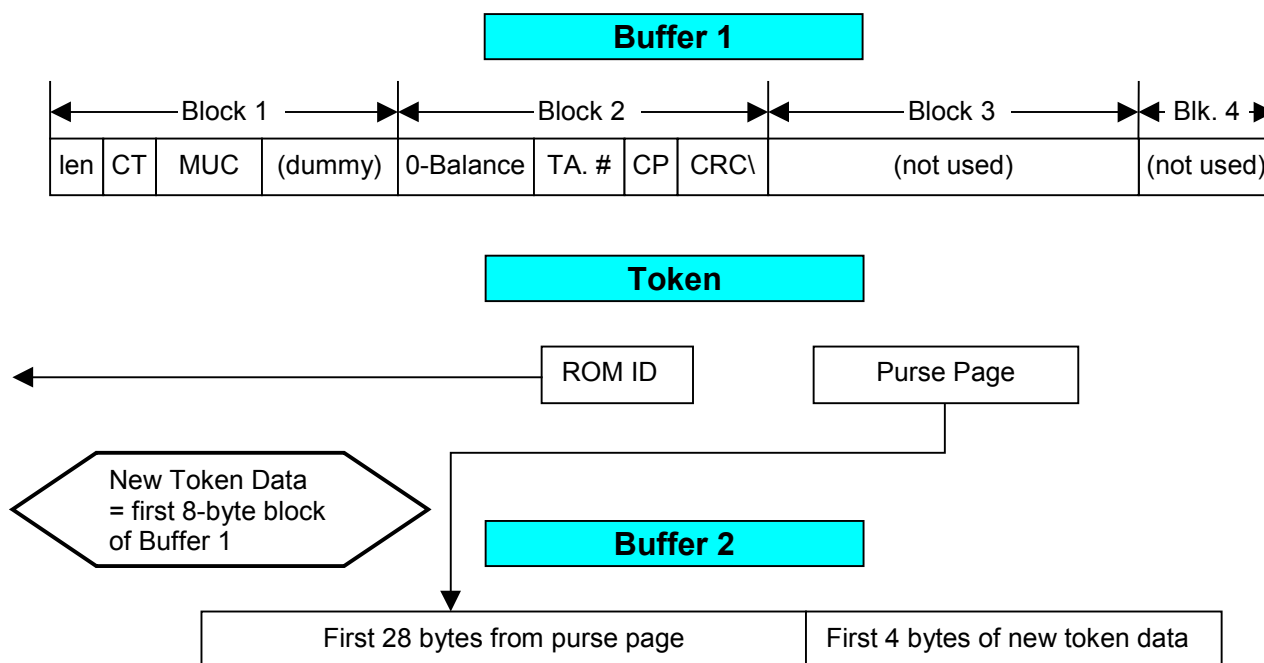 Buffer 1
Block 1 Block 2 Block 3 Blk. 4
len CT MUC (dummy) 0-Balance TA. # CP CRC\ (not used) (not used)
Token
ROM ID Purse Page
New Token Data
= first 8-byte block
of Buffer 1
Buffer 2
First 28 bytes from purse page First 4 bytes of new token data